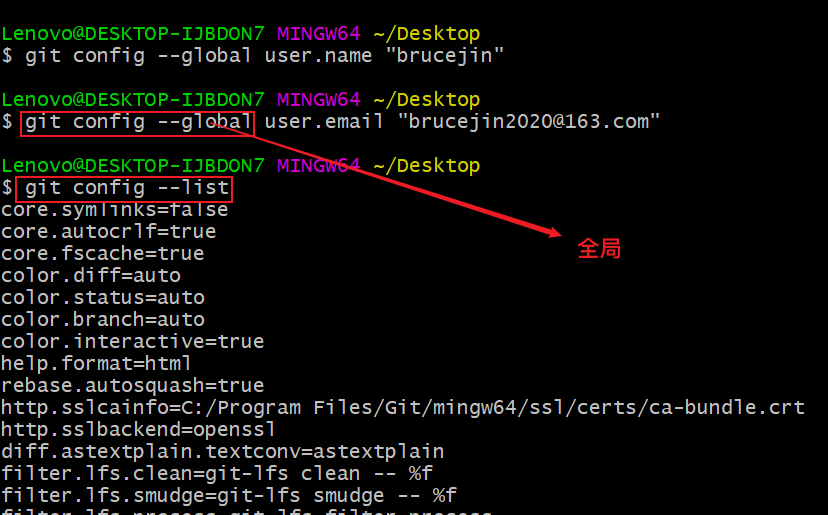 Lenovo@DESKTOP-IJBDON7 MINGW64 ~/Desktop
$ git config --global user.name "brucejin"
Lenovo@DESKTOP-IJBDON7 MINGW64 ~/Desktop
$ git config --global user.email "brucejin2020@163.com"
Lenovo@DESKTOP-IJBDON7 MINGW64 ~/Desktop
$ git config --list
core.symlinks=false
core.autocrlf=true
全局
core.fscache=true
color.diff=auto
color.status=auto
color.branch=auto
color.interactive=true
help.format=html
rebase.autosquash=true
http.sslcainfo=C:/Program Files/Git/mingw64/ssl/certs/ca-bundle.crt
http.sslbackend=openssl
diff.astextplain.textconv=astextplain
filter.lfs.clean=git-lfs clean -- %f
filter.lfs.smudge=git-lfs smudge -- %f